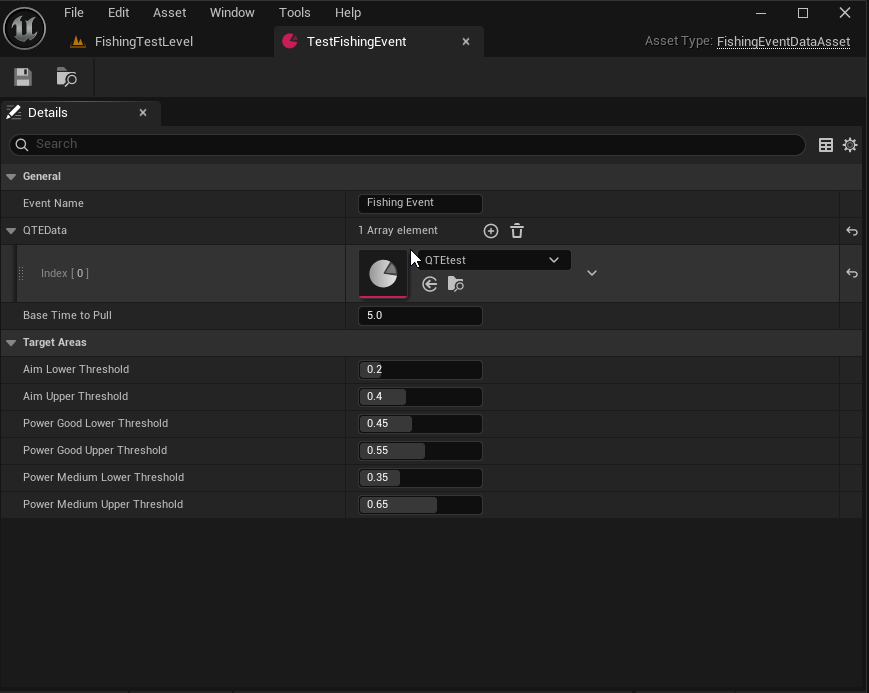 File Edit Asset Window Tools Help
FishingTestLevel TestFishingEvent Asset Type: FishingEventDataAsset
Details
Search
General
Event Name Fishing Event
QTEData 1 Array element
Index [ 0 ] QTEtest
Base Time to Pull 5.0
Target Areas
Aim Lower Threshold 0.2
Aim Upper Threshold 0.4
Power Good Lower Threshold 0.45
Power Good Upper Threshold 0.55
Power Medium Lower Threshold 0.35
Power Medium Upper Threshold 0.65